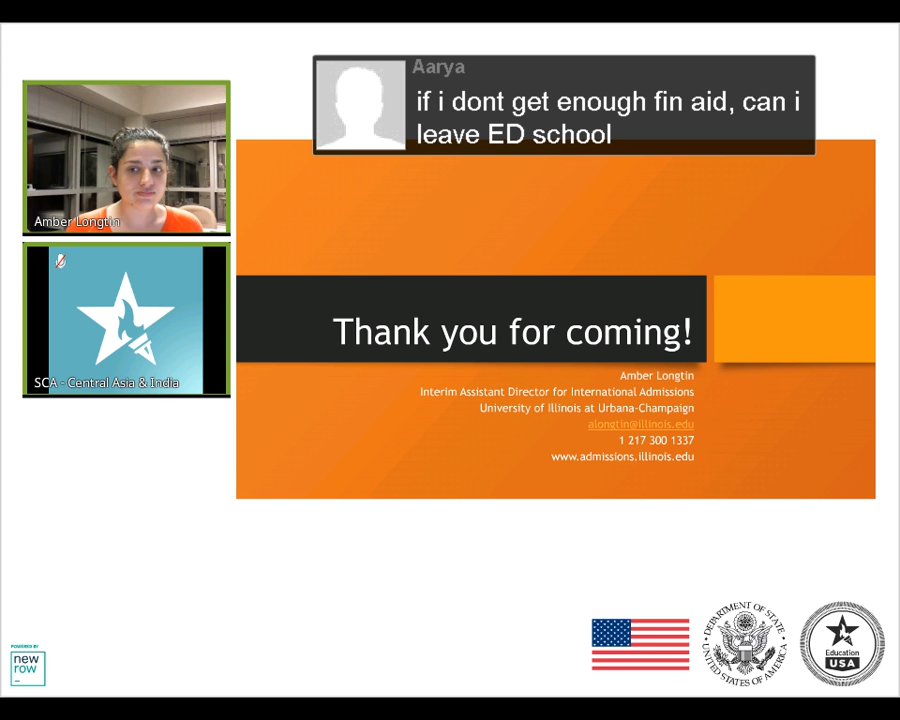 Aarya
if i dont get enough fin aid, can i
leave ED school
Amber Longtin
SCA - Central Asia & India
Thank you for coming!
Amber Longtin
Interim Assistant Director for International Admissions
University of Illinois at Urbana-Champaign
alongtin@illinois.edu
1 217 300 1337
www.admissions.illinois.edu
POWERED BY
new
row
DEPARTMENT OF STATE
UNITED STATES OF AMERICA
Education
USA